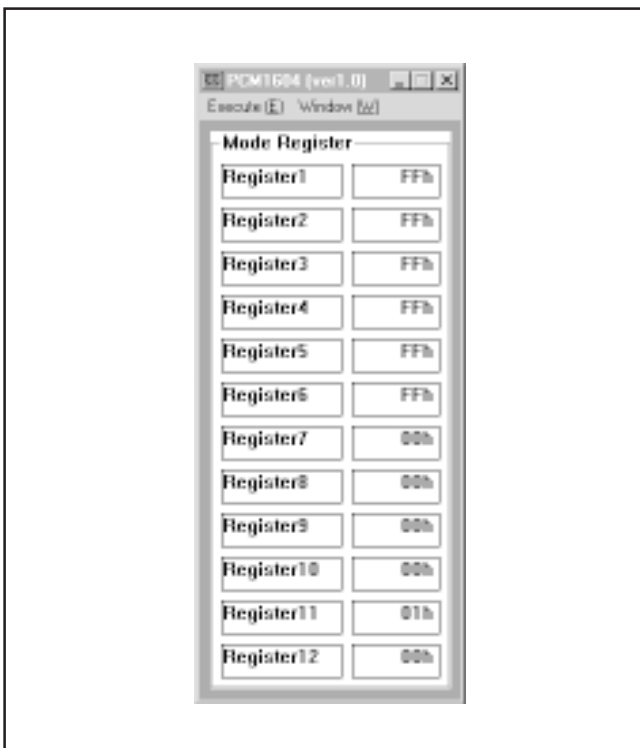 PCM1604 (ver1.0)
Execute (E) Window [W]
Mode Register
Register1 FFh
Register2 FFh
Register3 FFh
Register4 FFh
Register5 FFh
Register6 FFh
Register7 00h
Register8 00h
Register9 00h
Register10 00h
Register11 01h
Register12 00h